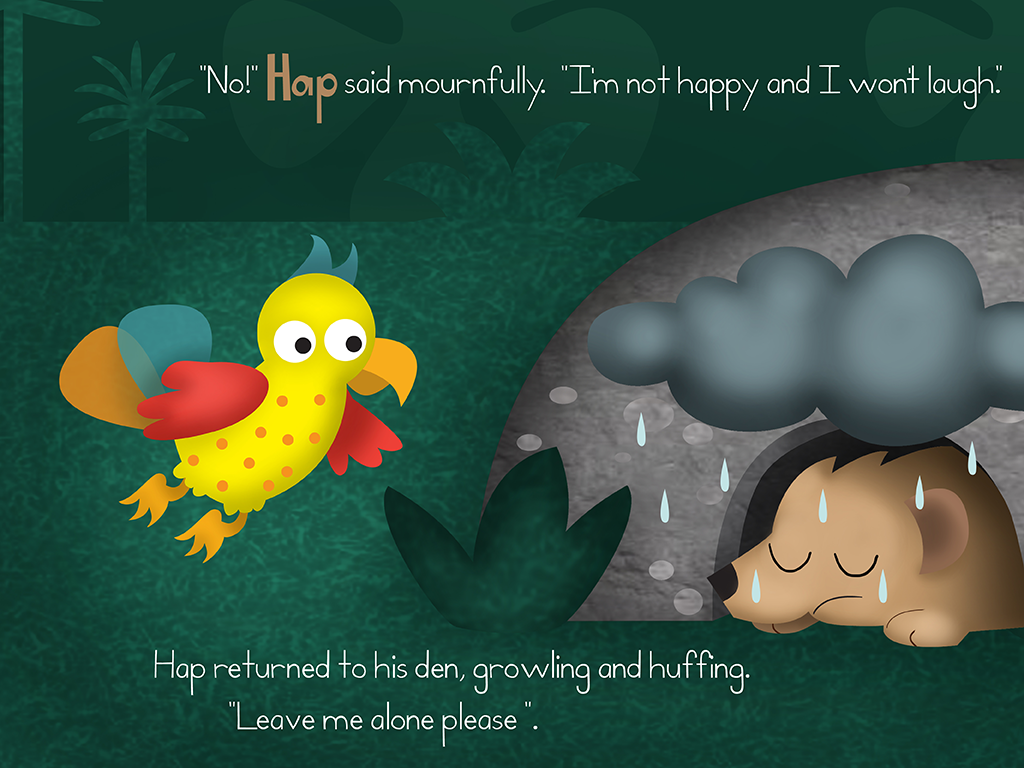 "No!" Hap said mournfully. "I'm not happy and I won't laugh."
Hap returned to his den, growling and huffing.
"Leave me alone please ".